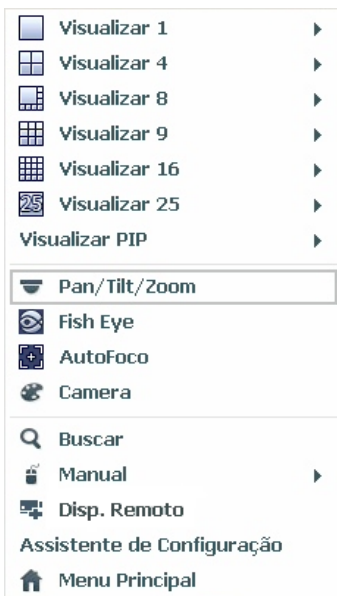 Visualizar 1
Visualizar 4
Visualizar 8
Visualizar 9
Visualizar 16
25 Visualizar 25
Visualizar PIP
Pan/Tilt/Zoom
Fish Eye
AutoFoco
Camera
Buscar
Manual
Disp. Remoto
Assistente de Configuração
Menu Principal